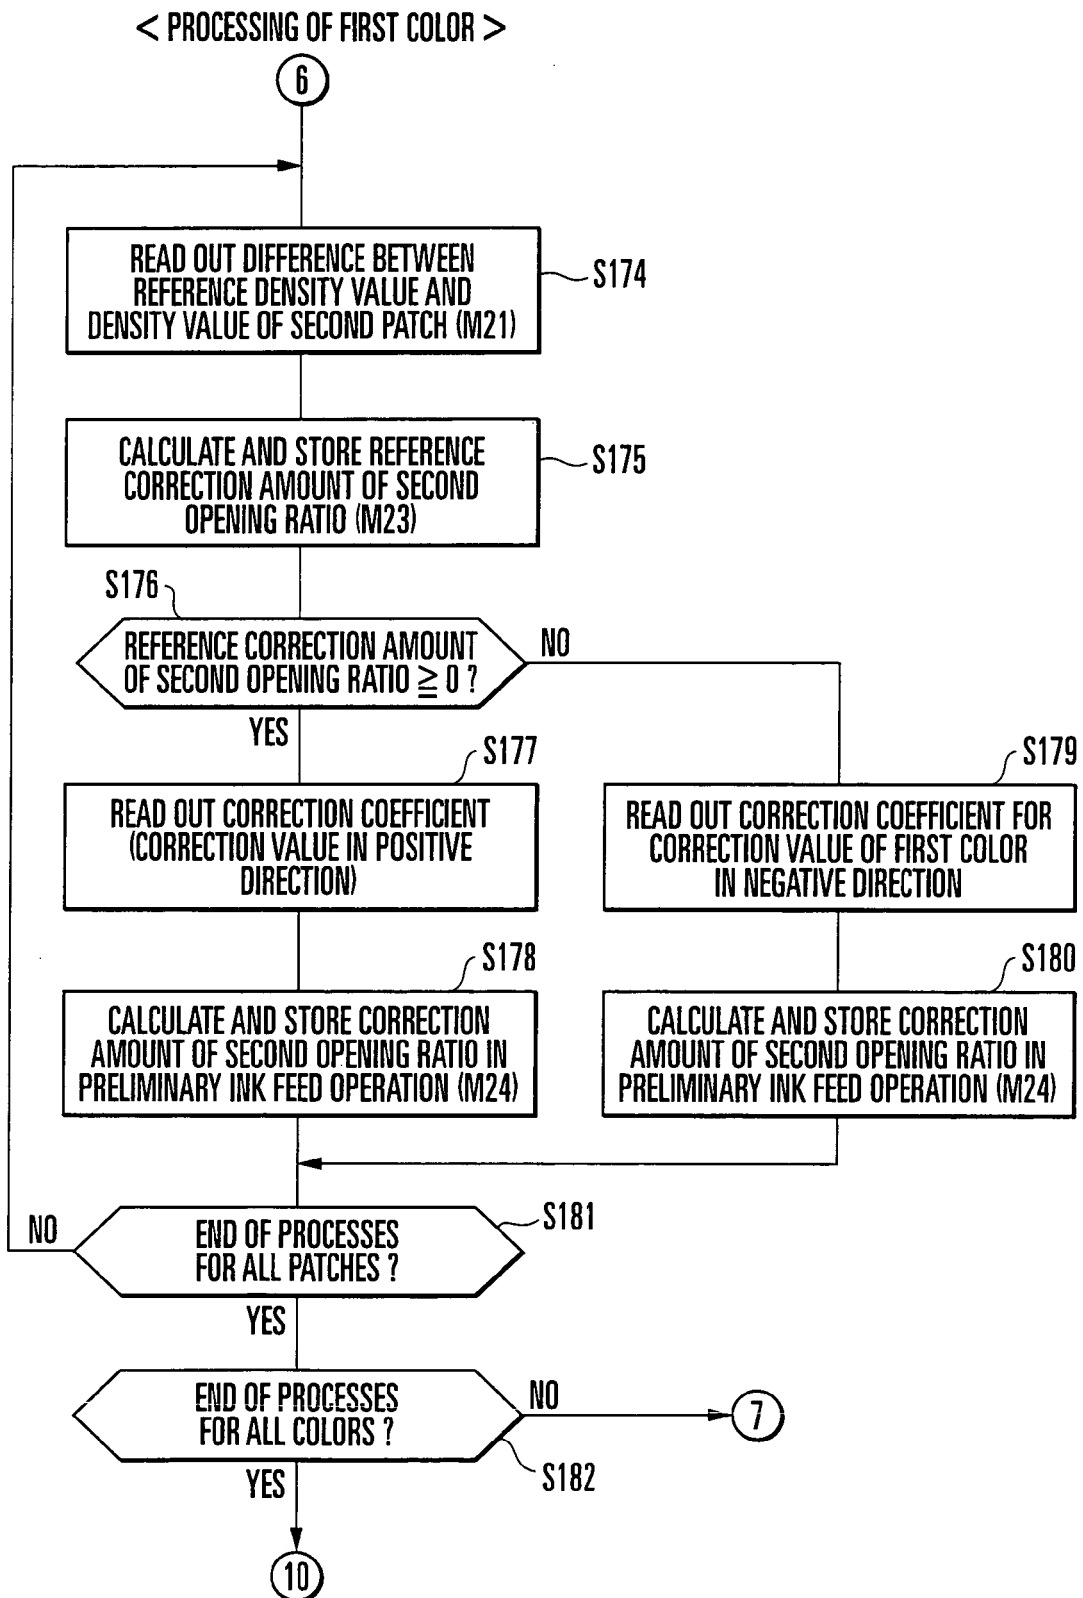 < PROCESSING OF FIRST COLOR >
6
READ OUT DIFFERENCE BETWEEN
REFERENCE DENSITY VALUE AND
DENSITY VALUE OF SECOND PATCH (M21)
S174
CALCULATE AND STORE REFERENCE
CORRECTION AMOUNT OF SECOND
OPENING RATIO (M23)
S175
S176
REFERENCE CORRECTION AMOUNT
OF SECOND OPENING RATIO ≧ 0 ?
NO
YES
S177
READ OUT CORRECTION COEFFICIENT
(CORRECTION VALUE IN POSITIVE
DIRECTION)
S179
READ OUT CORRECTION COEFFICIENT FOR
CORRECTION VALUE OF FIRST COLOR
IN NEGATIVE DIRECTION
S178
CALCULATE AND STORE CORRECTION
AMOUNT OF SECOND OPENING RATIO IN
PRELIMINARY INK FEED OPERATION (M24)
S180
CALCULATE AND STORE CORRECTION
AMOUNT OF SECOND OPENING RATIO IN
PRELIMINARY INK FEED OPERATION (M24)
NO
END OF PROCESSES
FOR ALL PATCHES ?
S181
YES
END OF PROCESSES
FOR ALL COLORS ?
NO
7
S182
YES
10